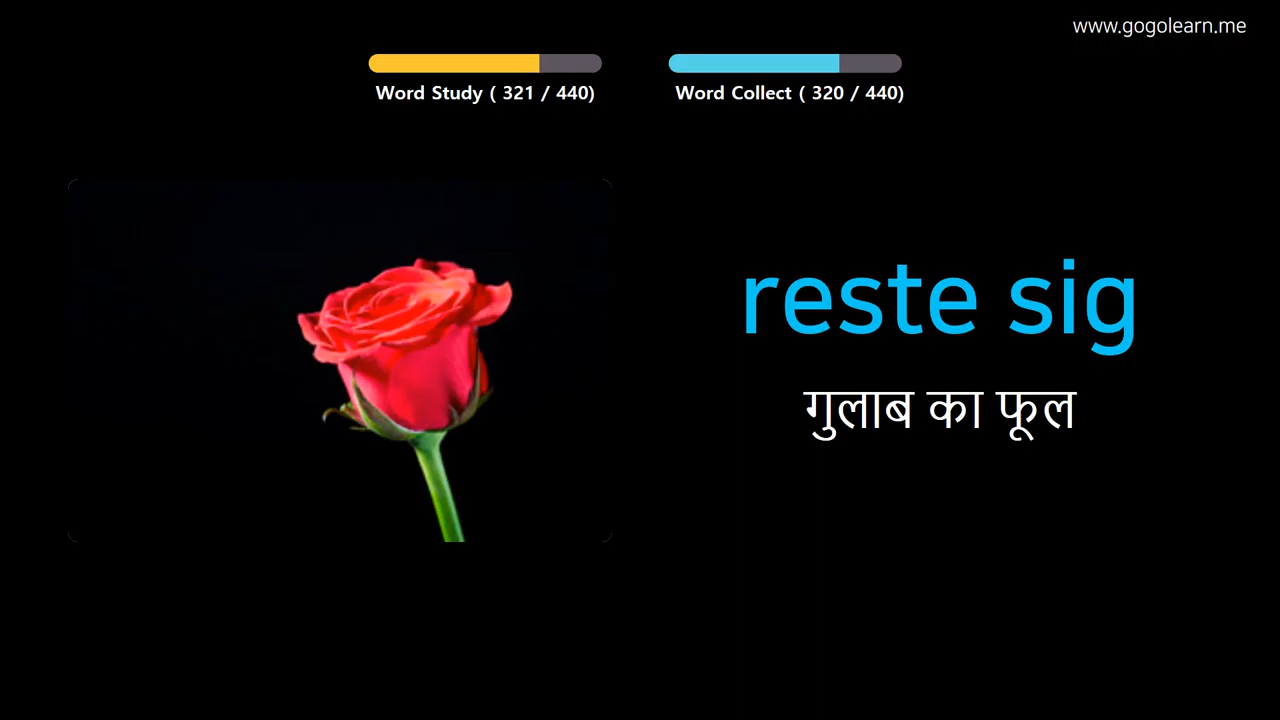 www.gogolearn.me
Word Study ( 321 / 440)
Word Collect ( 320 / 440)
reste sig
गुलाब का फूल